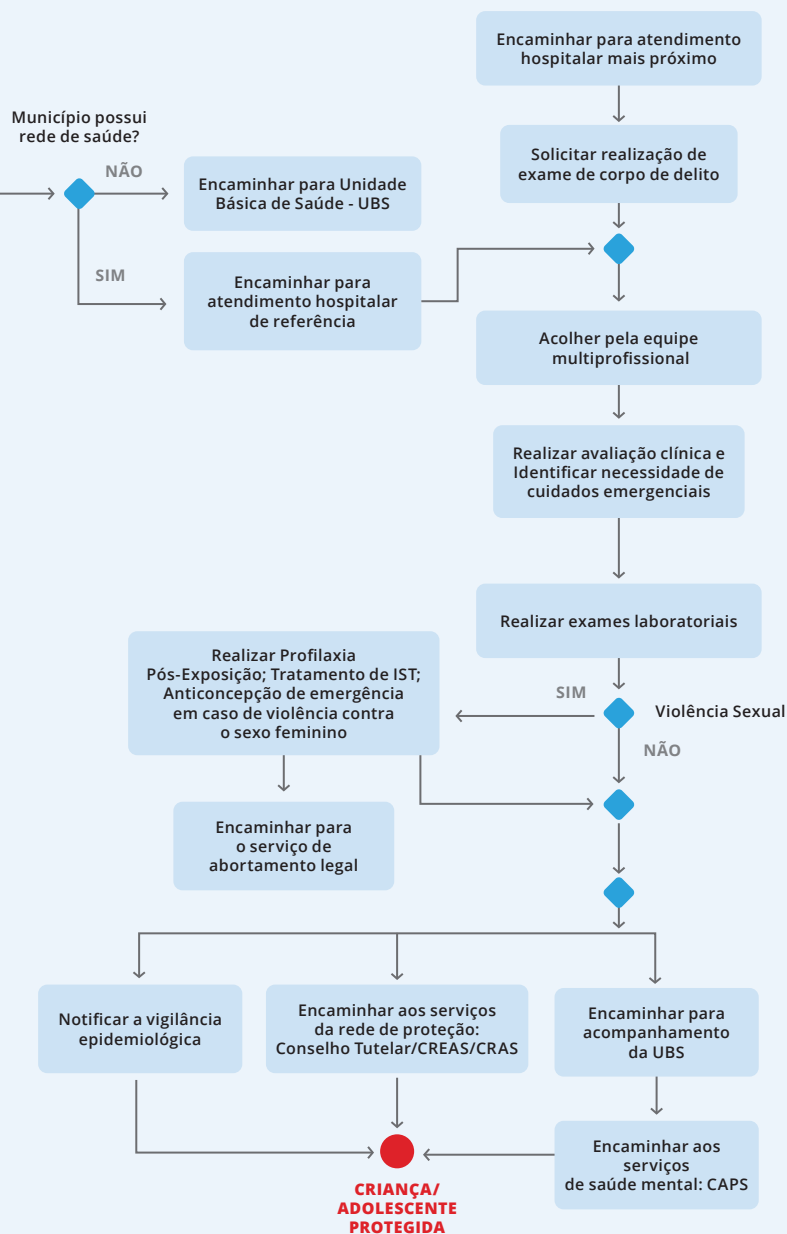 Encaminhar para atendimento
hospitalar mais próximo
Município possui
rede de saúde?
NÃO
Encaminhar para Unidade
Básica de Saúde - UBS
Solicitar realização de
exame de corpo de delito
SIM
Encaminhar para
atendimento hospitalar
de referência
Acolher pela equipe
multiprofissional
Realizar avaliação clínica e
Identificar necessidade de
cuidados emergenciais
Realizar exames laboratoriais
Realizar Profilaxia
Pós-Exposição; Tratamento de IST;
Anticoncepção de emergência
em caso de violência contra
o sexo feminino
SIM
Violência Sexual
NÃO
Encaminhar para
o serviço de
abortamento legal
Notificar a vigilância
epidemiológica
Encaminhar aos serviços
da rede de proteção:
Conselho Tutelar/CREAS/CRAS
Encaminhar para
acompanhamento
da UBS
Encaminhar aos
serviços
de saúde mental: CAPS
CRIANÇA/
ADOLESCENTE
PROTEGIDA